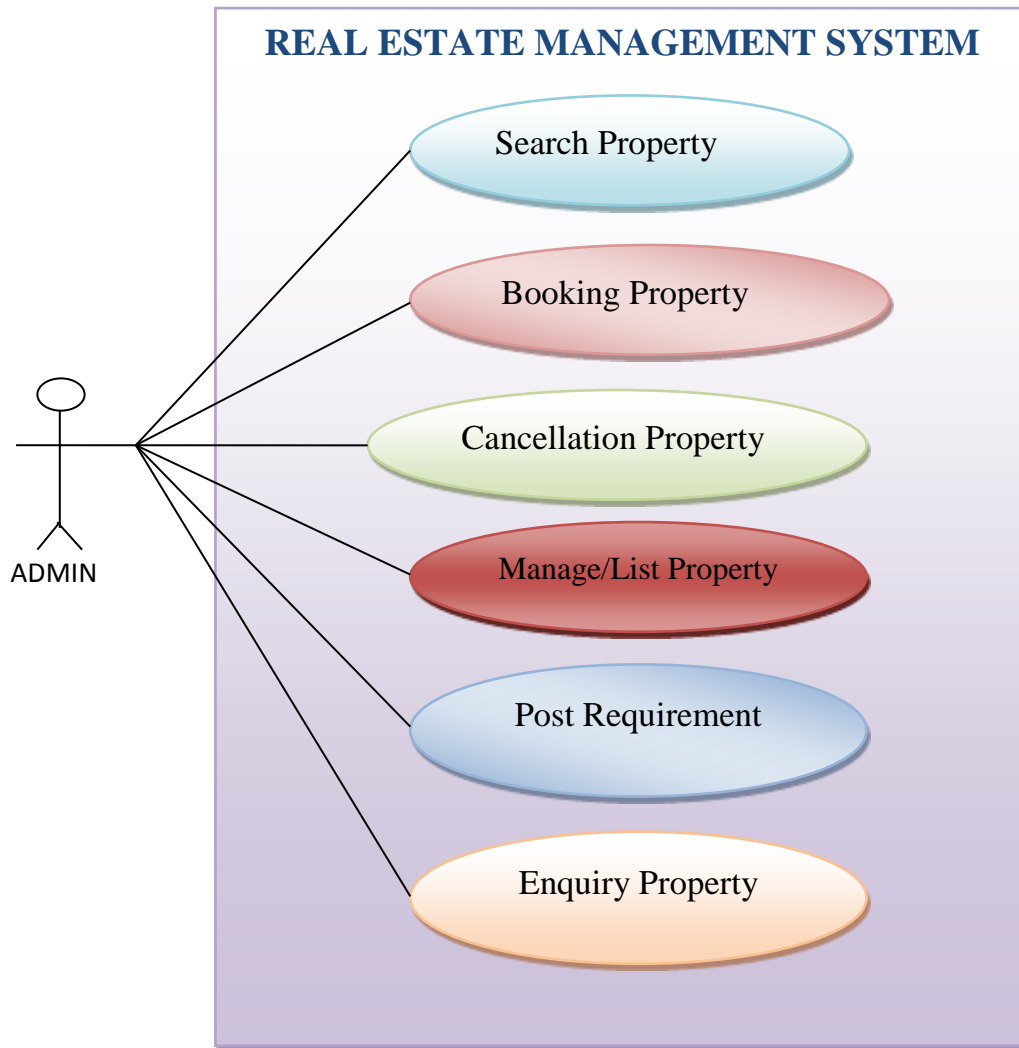 REAL ESTATE MANAGEMENT SYSTEM
Search Property
Booking Property
Cancellation Property
Manage/List Property
Post Requirement
Enquiry Property
ADMIN